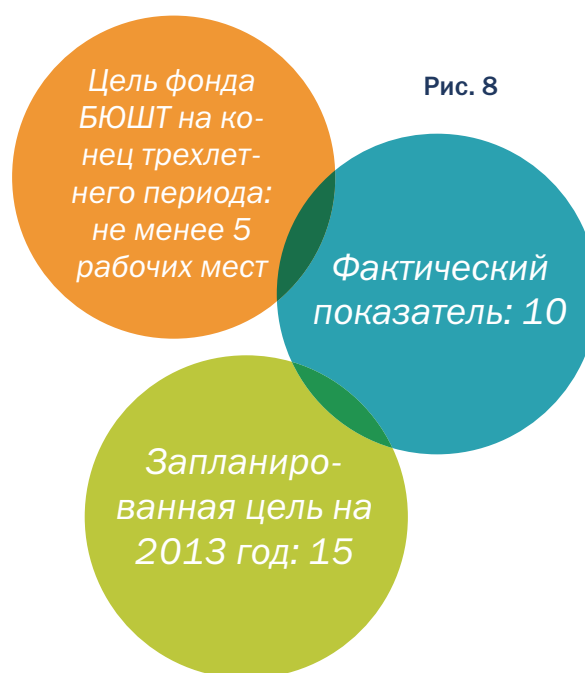 Цель фонда
БЮШТ на ко-
нец трехлет-
него периода:
не менее 5
рабочих мест
Рис. 8
Фактический
показатель: 10
Запланиро-
ванная цель на
2013 год: 15